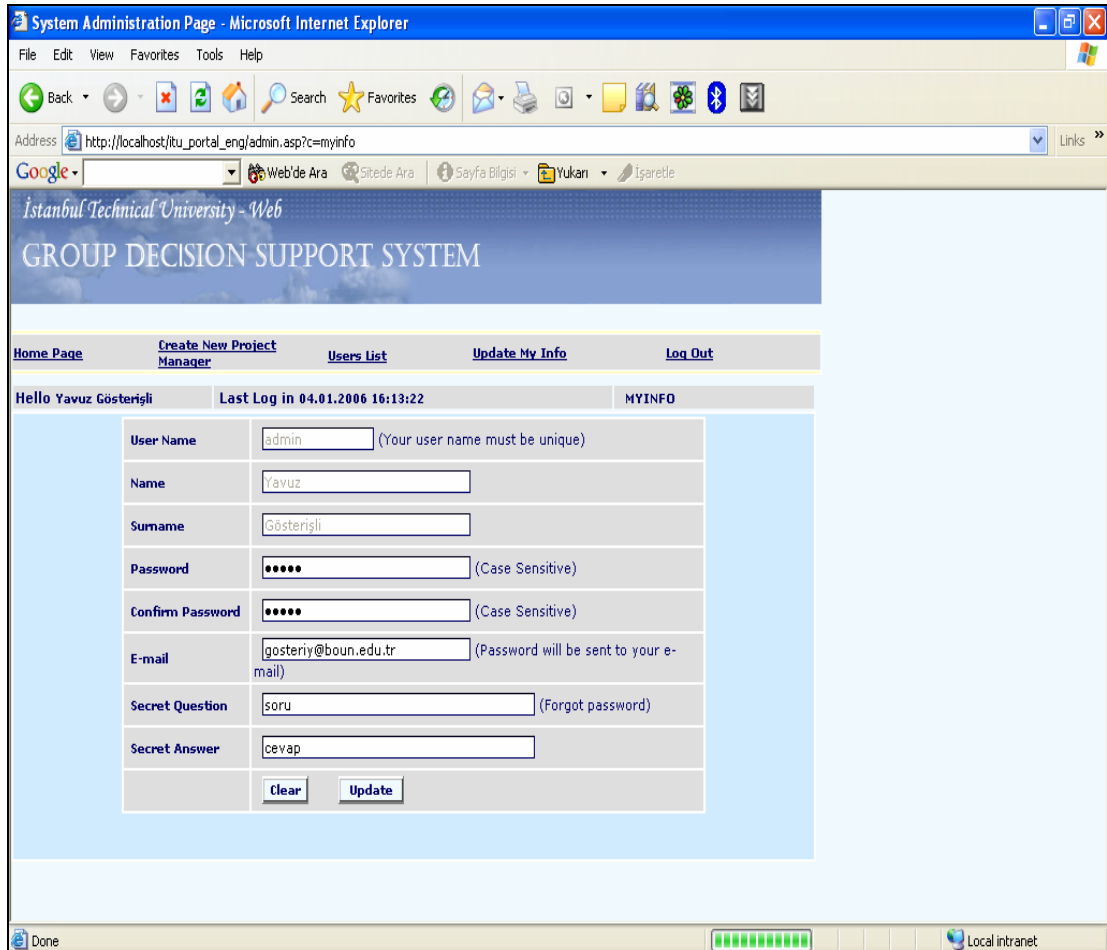 System Administration Page - Microsoft Internet Explorer
File Edit View Favorites Tools Help
Back Search Favorites
Address http://localhost/itu_portal_eng/admin.asp?c=myinfo Links »
Google Web'de Ara Sitede Ara Sayfa Bilgisi Yukarı İşaretle
İstanbul Technical University - Web
GROUP DECISION SUPPORT SYSTEM
Home Page Create New Project Manager Users List Update My Info Log Out
Hello Yavuz Gösterişli Last Log in 04.01.2006 16:13:22 MYINFO
User Name admin (Your user name must be unique)
Name Yavuz
Surname Gösterişli
Password ••••• (Case Sensitive)
Confirm Password ••••• (Case Sensitive)
E-mail gosteriy@boun.edu.tr (Password will be sent to your e-
mail)
Secret Question soru (Forgot password)
Secret Answer cevap
Clear Update
Done Local intranet